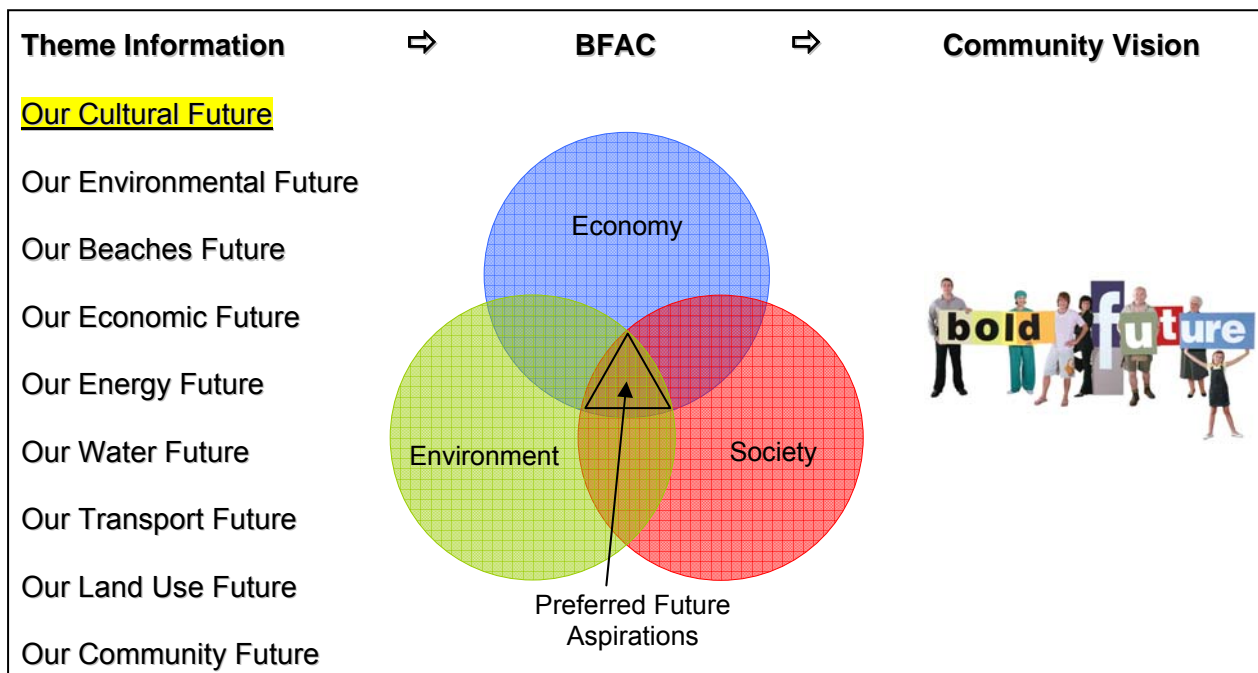 Theme Information ⇨ BFAC ⇨ Community Vision
Our Cultural Future
Our Environmental Future
Our Beaches Future
Our Economic Future
Our Energy Future
Our Water Future
Our Transport Future
Our Land Use Future
Our Community Future
Economy
Environment
Society
Preferred Future
Aspirations
bold future